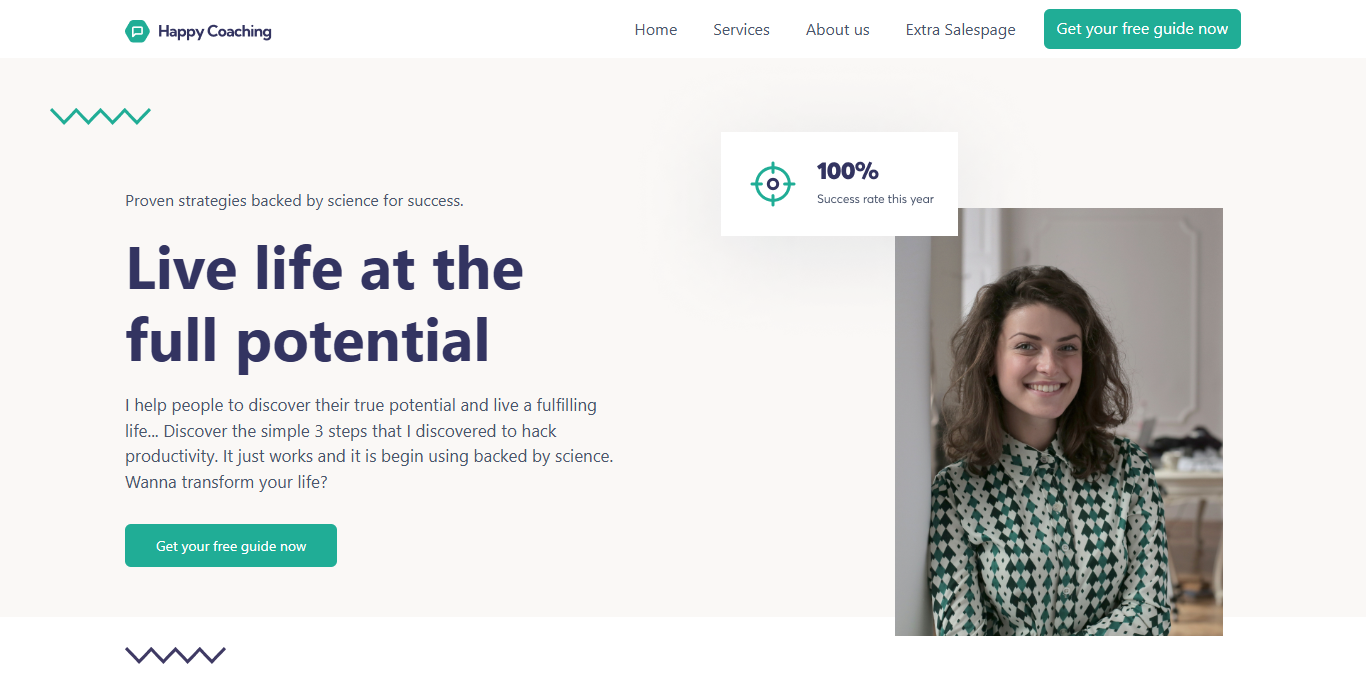 Happy Coaching
Home
Services
About us
Extra Salespage
Get your free guide now
100%
Success rate this year
Proven strategies backed by science for success.
Live life at the
full potential
I help people to discover their true potential and live a fulfilling
life... Discover the simple 3 steps that I discovered to hack
productivity. It just works and it is begin using backed by science.
Wanna transform your life?
Get your free guide now